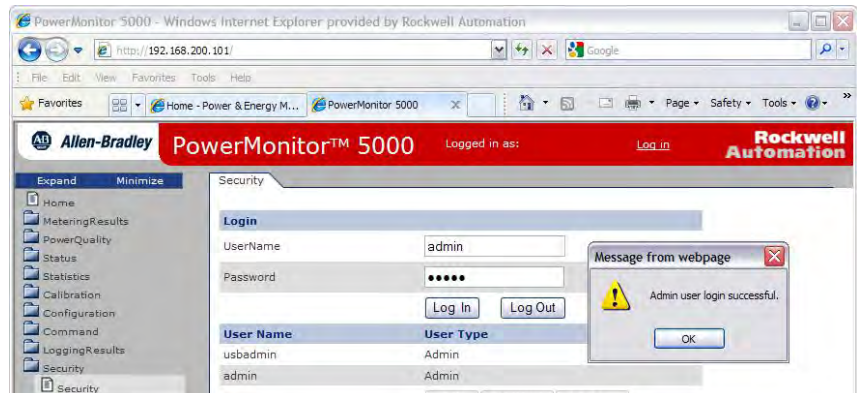 PowerMonitor 5000 - Windows Internet Explorer provided by Rockwell Automation
http://192.168.200.101/
Google
File Edit View Favorites Tools Help
Favorites
Home - Power & Energy M...
PowerMonitor 5000
Page
Safety
Tools
»
AB Allen-Bradley
PowerMonitor™ 5000
Logged in as:
Log in
Rockwell Automation
Expand Minimize
Security
Home
MeteringResults
PowerQuality
Status
Statistics
Calibration
Configuration
Command
LoggingResults
Security
Security
Login
UserName
admin
Password
•••••
Log In
Log Out
User Name User Type
usbadmin Admin
admin Admin
Message from webpage
Admin user login successful.
OK